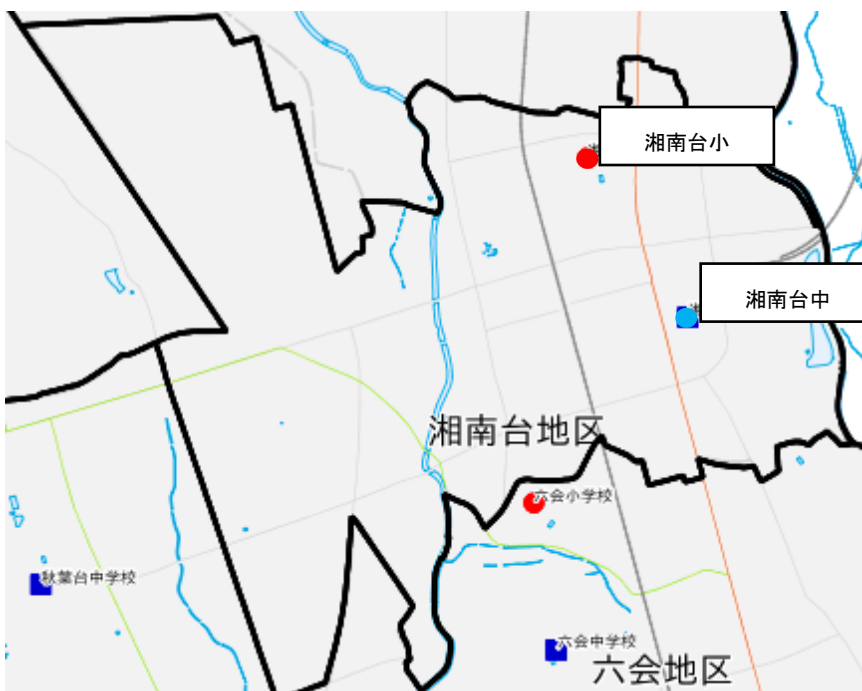 湘南台小
湘南台中
湘南台地区
六会小学校
秋葉台中学校
六会中学校
六会地区